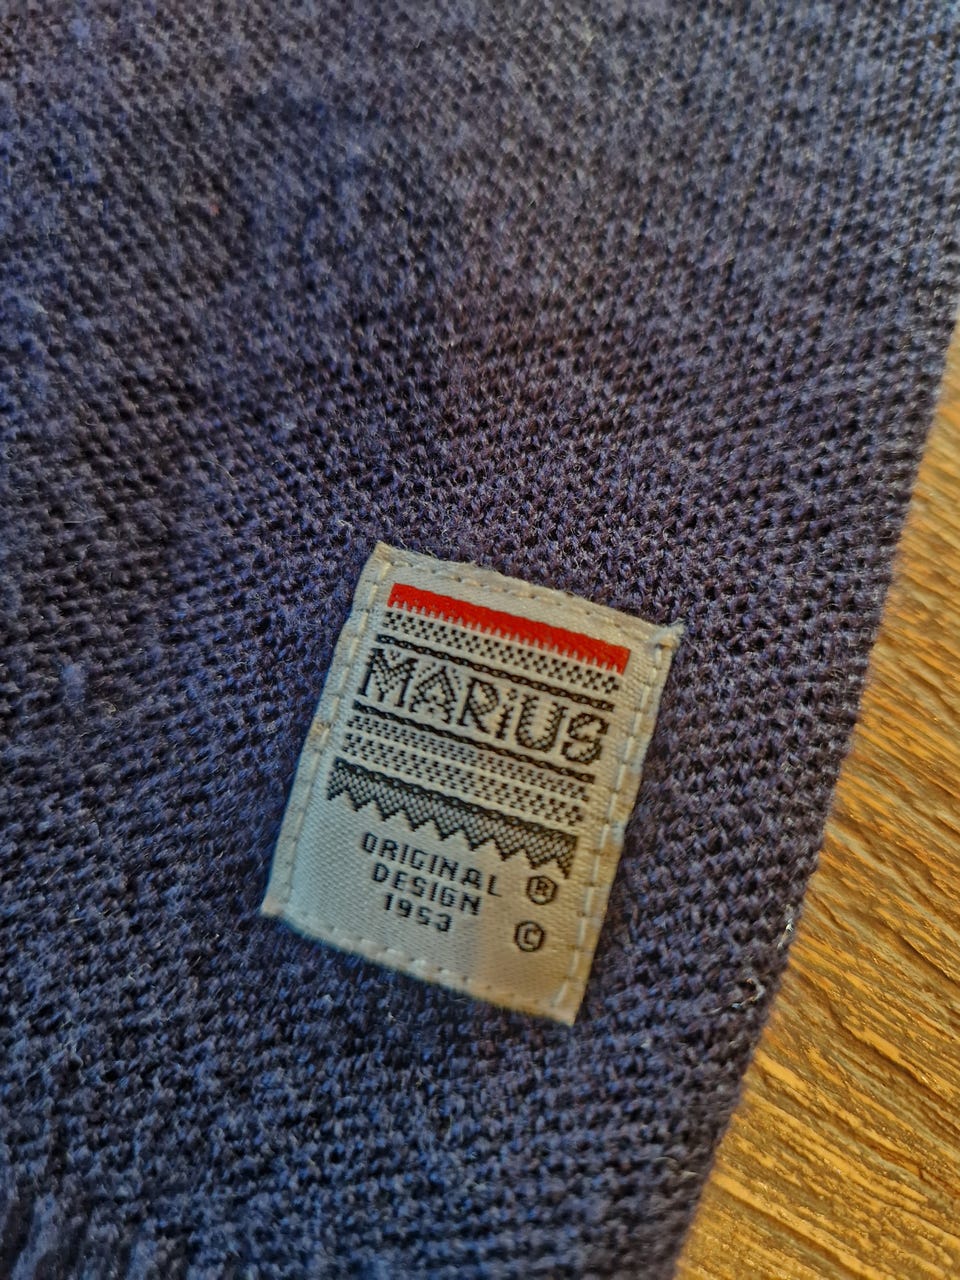 MARiUS
ORIGINAL
DESIGN ®
1953 ©